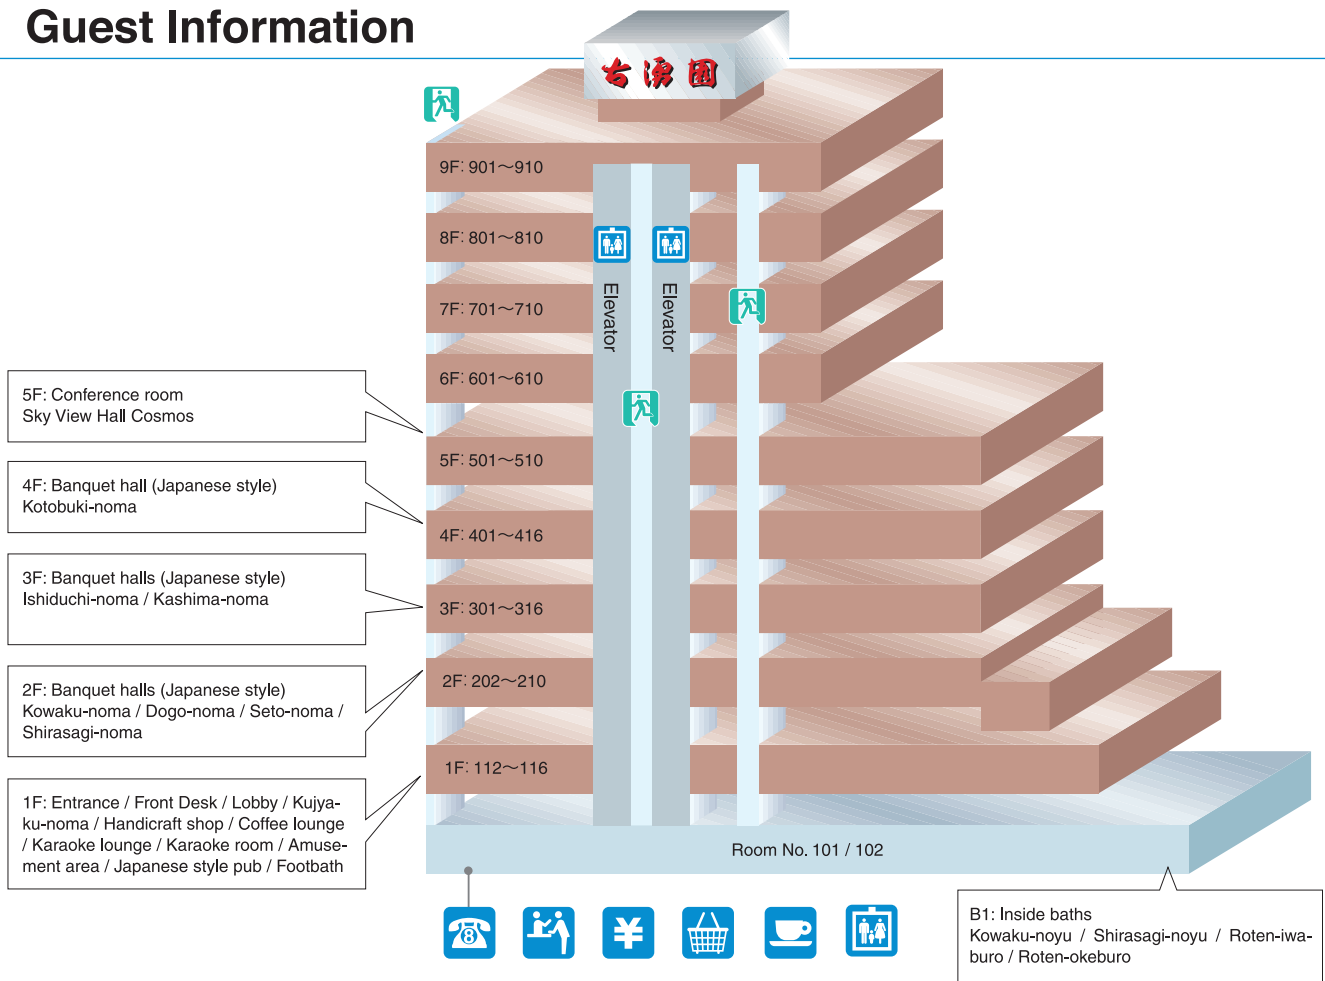 Guest Information
古湧園
9F: 901～910
8F: 801～810
7F: 701～710
6F: 601～610
5F: 501～510
4F: 401～416
3F: 301～316
2F: 202～210
1F: 112～116
Elevator
Elevator
5F: Conference room
Sky View Hall Cosmos
4F: Banquet hall (Japanese style)
Kotobuki-noma
3F: Banquet halls (Japanese style)
Ishiduchi-noma / Kashima-noma
2F: Banquet halls (Japanese style)
Kowaku-noma / Dogo-noma / Seto-noma /
Shirasagi-noma
1F: Entrance / Front Desk / Lobby / Kujya-
ku-noma / Handicraft shop / Coffee lounge
/ Karaoke lounge / Karaoke room / Amuse-
ment area / Japanese style pub / Footbath
Room No. 101 / 102
8
¥
B1: Inside baths
Kowaku-noyu / Shirasagi-noyu / Roten-iwa-
buro / Roten-okeburo